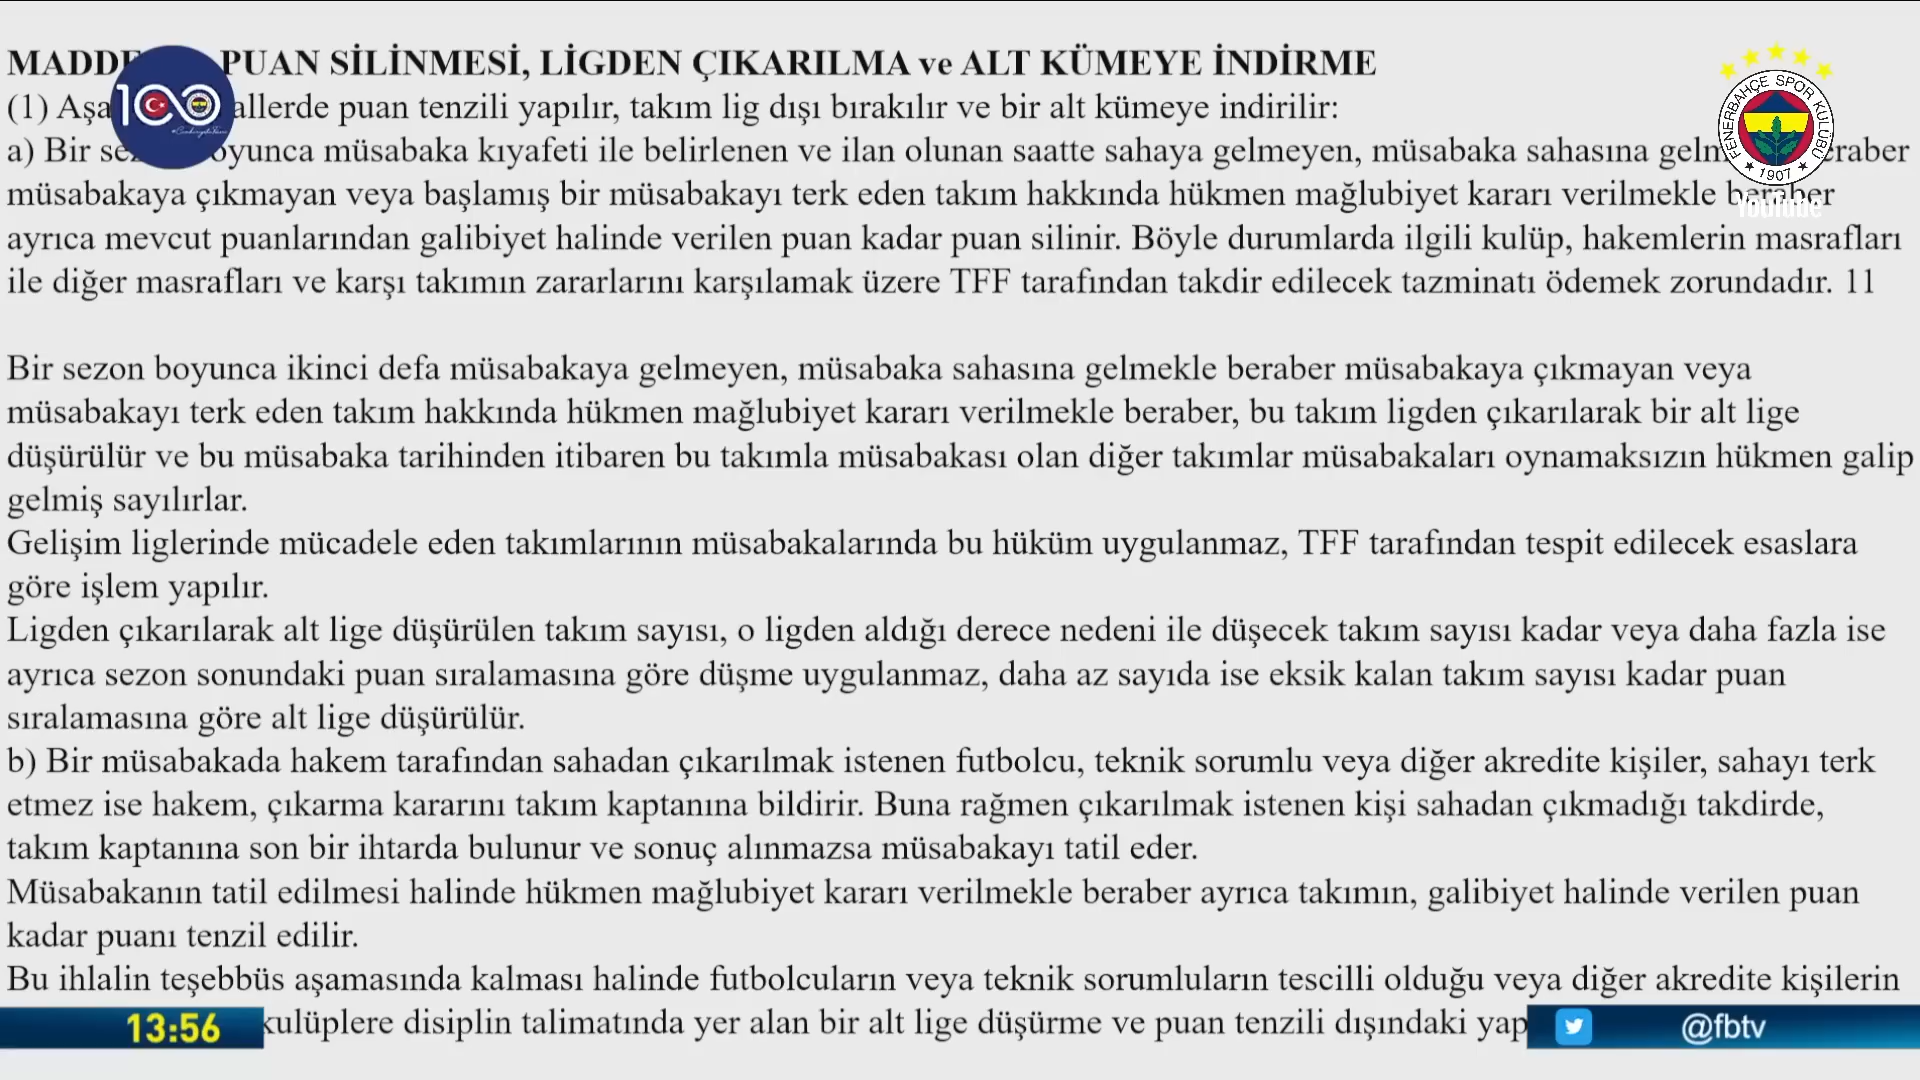 PUAN SİLİNMESİ, LİGDEN ÇIKARILMA ve ALT KÜMEYE İNDİRME
(1) allerde puan tenzili yapılır, takım lig dışı bırakılır ve bir alt kümeye indirilir:
a) Bir oyunca müsabaka kıyafeti ile belirlenen ve ilan olunan saatte sahaya gelmeyen, müsabaka sahasına
müsabakaya çıkmayan veya başlamış bir müsabakayı terk eden takım hakkında hükmen mağlubiyet kararı verilmekle beraber
ayrıca mevcut puanlarından galibiyet halinde verilen puan kadar puan silinir. Böyle durumlarda ilgili kulüp, hakemlerin masrafları
ile diğer masrafları ve karşı takımın zararlarını karşılamak üzere TFF tarafından takdir edilecek tazminatı ödemek zorundadır. 11
Bir sezon boyunca ikinci defa müsabakaya gelmeyen, müsabaka sahasına gelmekle beraber müsabakaya çıkmayan veya
müsabakayı terk eden takım hakkında hükmen mağlubiyet kararı verilmekle beraber, bu takım ligden çıkarılarak bir alt lige
düşürülür ve bu müsabaka tarihinden itibaren bu takımla müsabakası olan diğer takımlar müsabakaları oynamaksızın hükmen galip
gelmiş sayılırlar.
Gelişim liglerinde mücadele eden takımlarının müsabakalarında bu hüküm uygulanmaz, TFF tarafından tespit edilecek esaslara
göre işlem yapılır.
Ligden çıkarılarak alt lige düşürülen takım sayısı, o ligden aldığı derece nedeni ile düşecek takım sayısı kadar veya daha fazla ise
ayrıca sezon sonundaki puan sıralamasına göre düşme uygulanmaz, daha az sayıda ise eksik kalan takım sayısı kadar puan
sıralamasına göre alt lige düşürülür.
b) Bir müsabakada hakem tarafından sahadan çıkarılmak istenen futbolcu, teknik sorumlu veya diğer akredite kişiler, sahayı terk
etmez ise hakem, çıkarma kararını takım kaptanına bildirir. Buna rağmen çıkarılmak istenen kişi sahadan çıkmadığı takdirde,
takım kaptanına son bir ihtarda bulunur ve sonuç alınmazsa müsabakayı tatil eder.
Müsabakanın tatil edilmesi halinde hükmen mağlubiyet kararı verilmekle beraber ayrıca takımın, galibiyet halinde verilen puan
kadar puanı tenzil edilir.
Bu ihlalin teşebbüs aşamasında kalması halinde futbolcuların veya teknik sorumluların tescilli olduğu veya diğer akredite kişilerin
kulüplere disiplin talimatında yer alan bir alt lige düşürme ve puan tenzili dışındaki yap
100
FENERBAHÇE SPOR KULÜBÜ
1907
YouTube
13:56
@fbtv